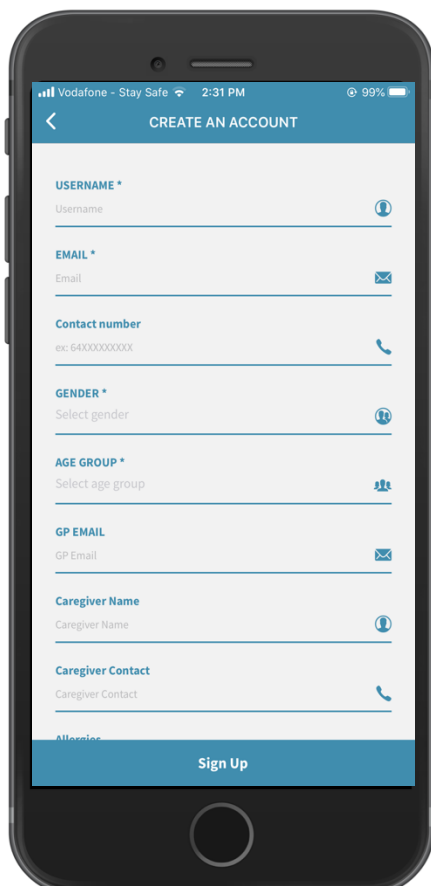 Vodafone - Stay Safe 2:31 PM 99%
CREATE AN ACCOUNT
USERNAME *
Username
EMAIL *
Email
Contact number
ex: 64XXXXXXXXX
GENDER *
Select gender
AGE GROUP *
Select age group
GP EMAIL
GP Email
Caregiver Name
Caregiver Name
Caregiver Contact
Caregiver Contact
Allergies
Sign Up